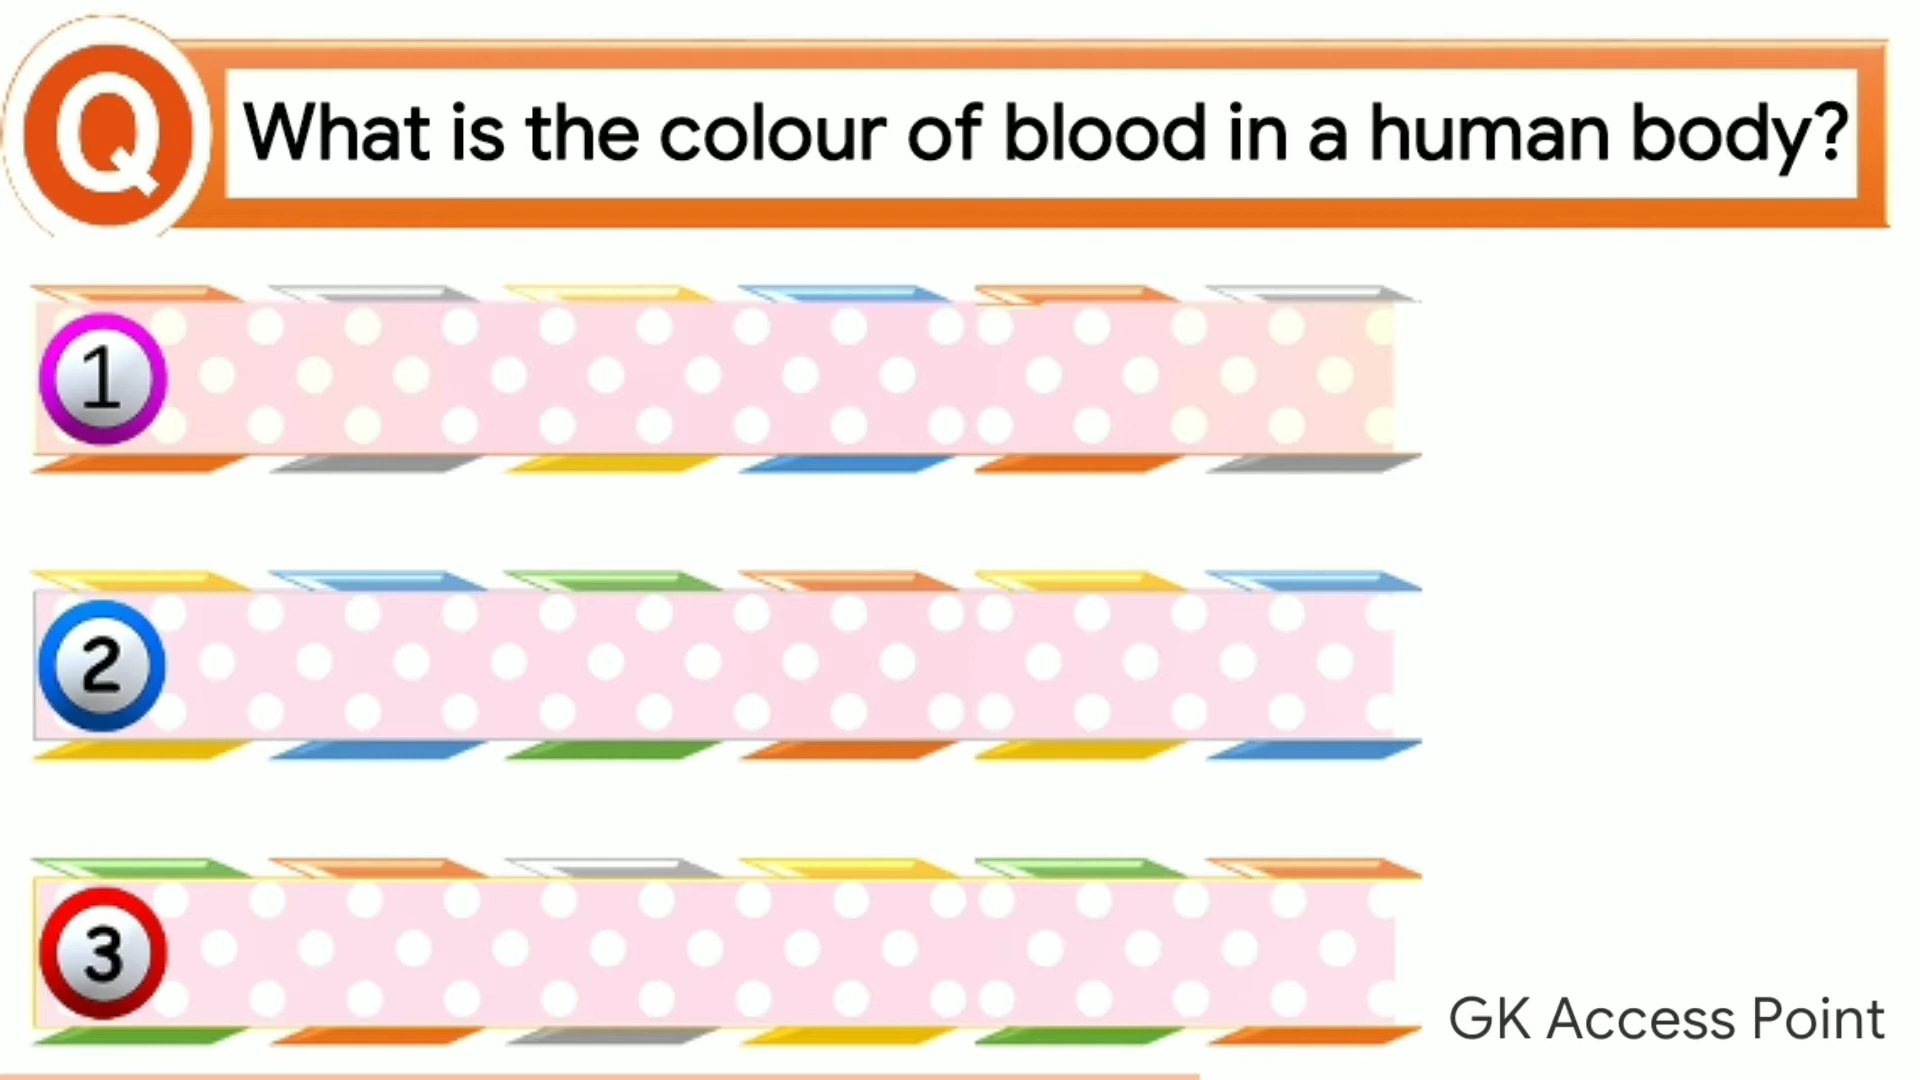 Q
What is the colour of blood in a human body?
1
2
3
GK Access Point